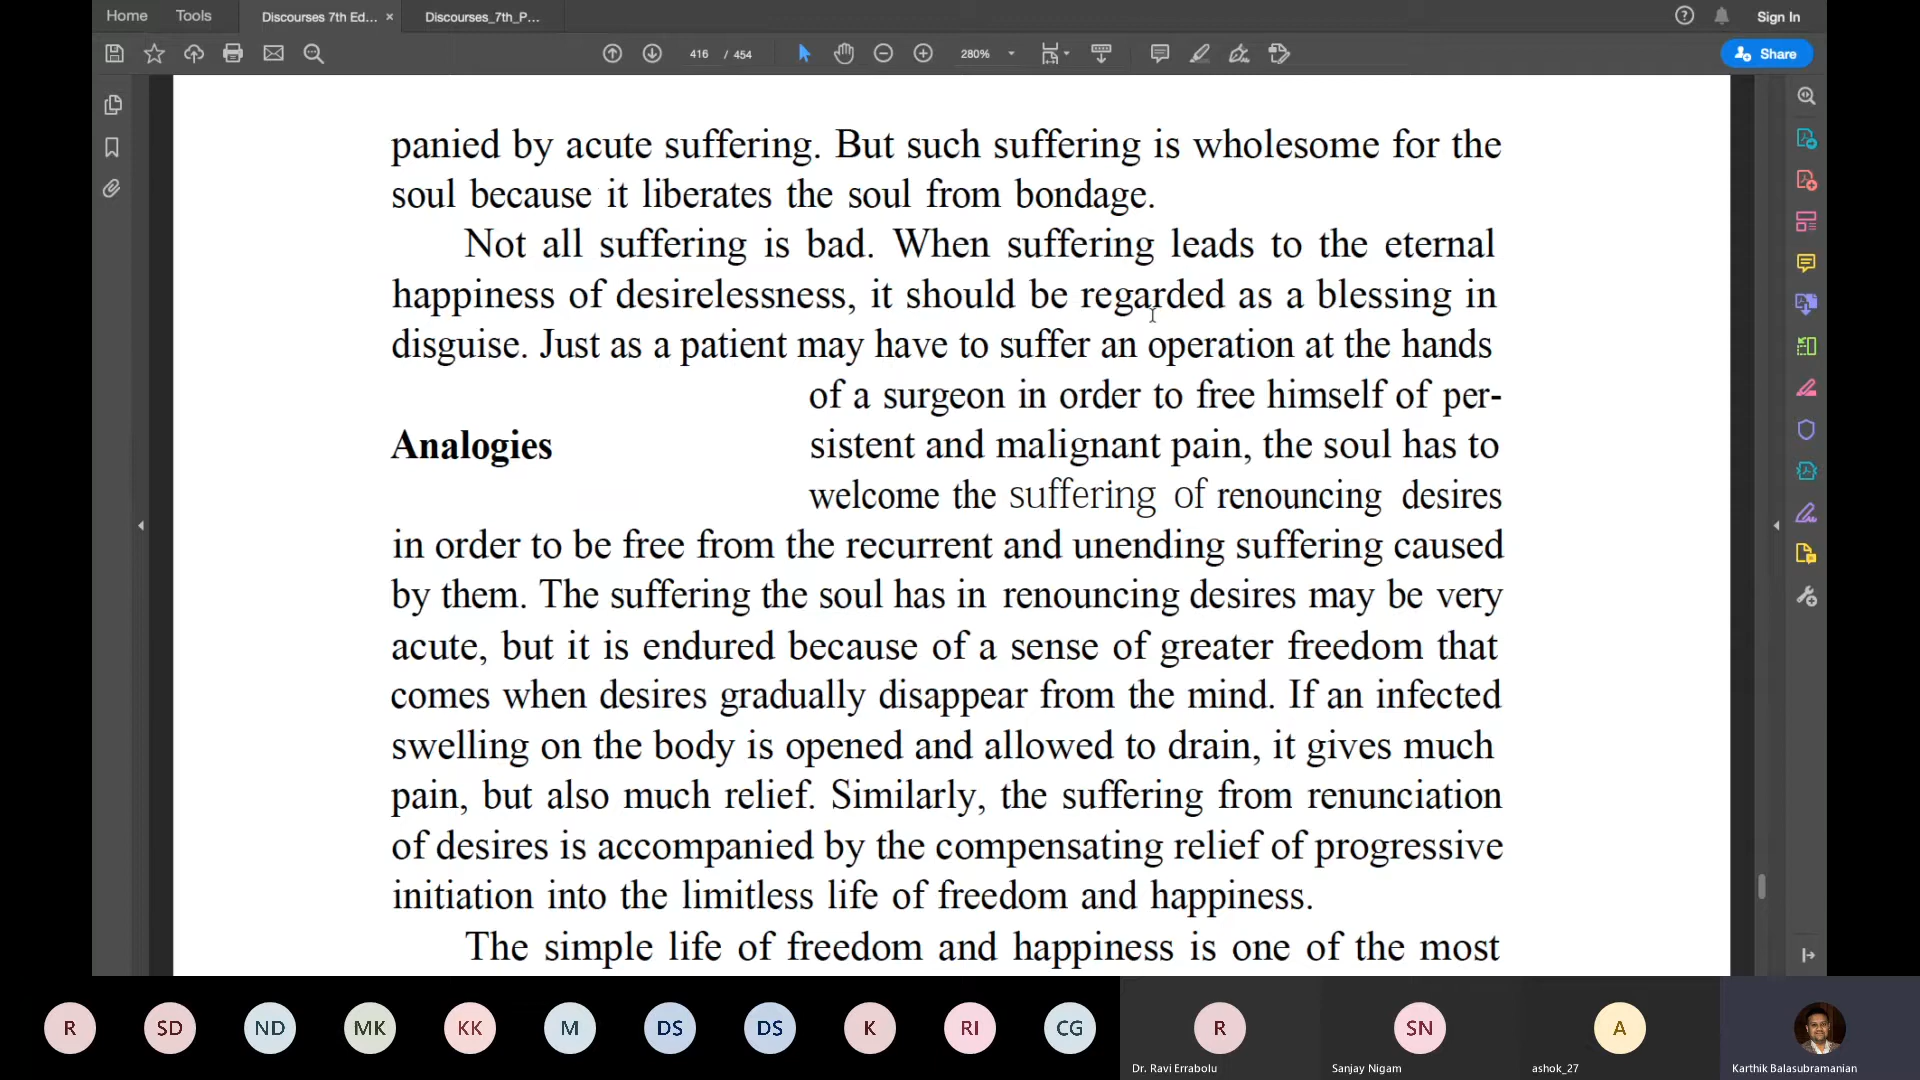 Home Tools Discourses 7th Ed... × Discourses_7th_P... Sign In
416 / 454 280% Share
panied by acute suffering. But such suffering is wholesome for the
soul because it liberates the soul from bondage.
Not all suffering is bad. When suffering leads to the eternal
happiness of desirelessness, it should be regarded as a blessing in
disguise. Just as a patient may have to suffer an operation at the hands
of a surgeon in order to free himself of per-
Analogies sistent and malignant pain, the soul has to
welcome the suffering of renouncing desires
in order to be free from the recurrent and unending suffering caused
by them. The suffering the soul has in renouncing desires may be very
acute, but it is endured because of a sense of greater freedom that
comes when desires gradually disappear from the mind. If an infected
swelling on the body is opened and allowed to drain, it gives much
pain, but also much relief. Similarly, the suffering from renunciation
of desires is accompanied by the compensating relief of progressive
initiation into the limitless life of freedom and happiness.
The simple life of freedom and happiness is one of the most
R SD ND MK KK M DS DS K RI CG R SN A
Dr. Ravi Errabolu Sanjay Nigam ashok_27 Karthik Balasubramanian